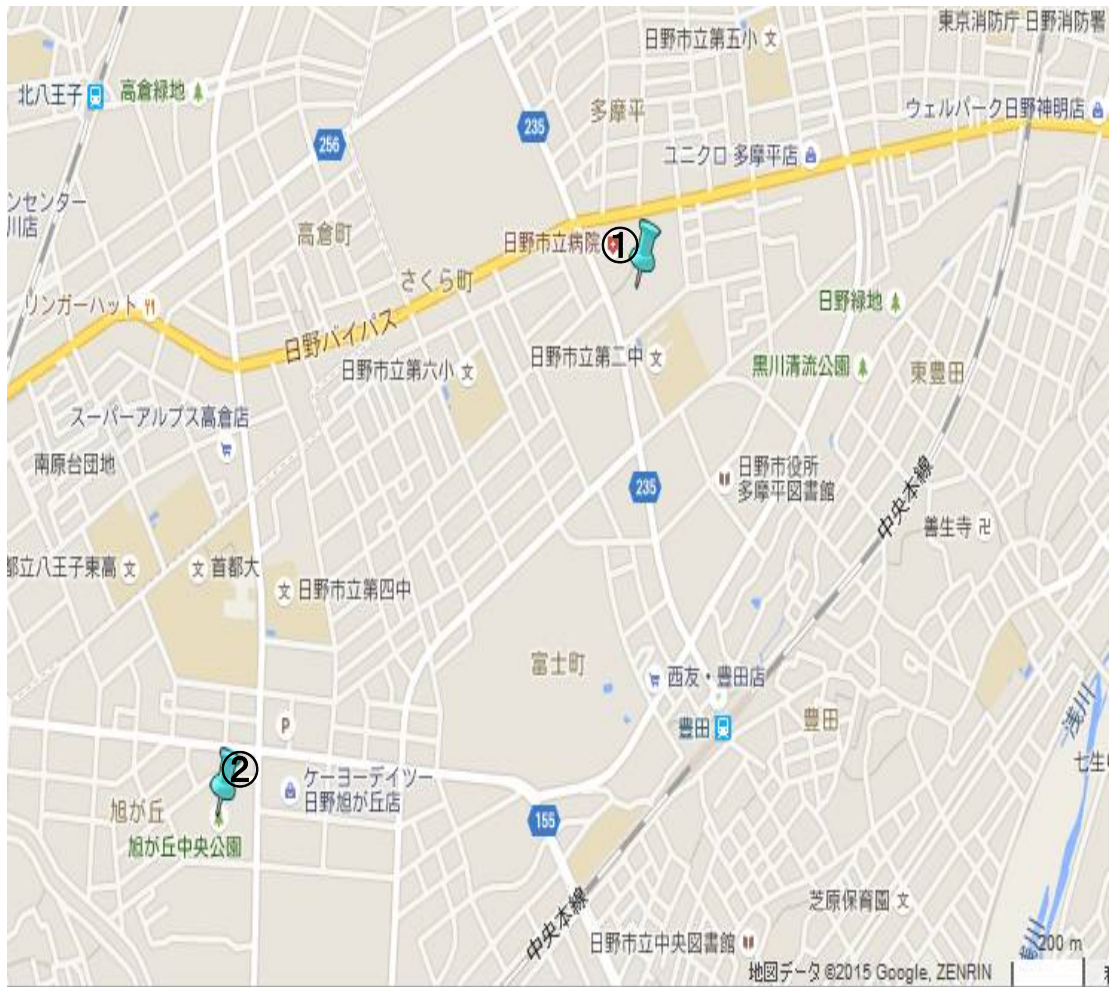 東京消防庁 日野消防署
日野市立第五小
北八王子
高倉緑地
多摩平
ウェルパーク日野神明店
235
256
ユニクロ 多摩平店
ンセンター
川店
高倉町
日野市立病院
①
さくら町
リンガーハット
日野バイパス
日野緑地
日野市立第六小
日野市立第二中
黒川清流公園
東豊田
スーパーアルプス高倉店
南原台団地
日野市役所
多摩平図書館
235
中央本線
善生寺
都立八王子東高
文
首都大
文
日野市立第四中
富士町
西友・豊田店
豊田
豊田
浅川
P
②
ケーヨーデイツー
日野旭が丘店
旭が丘
旭が丘中央公園
155
七生
芝原保育園
文
中央本線
日野市立中央図書館
200 m
地図データ ©2015 Google, ZENRIN